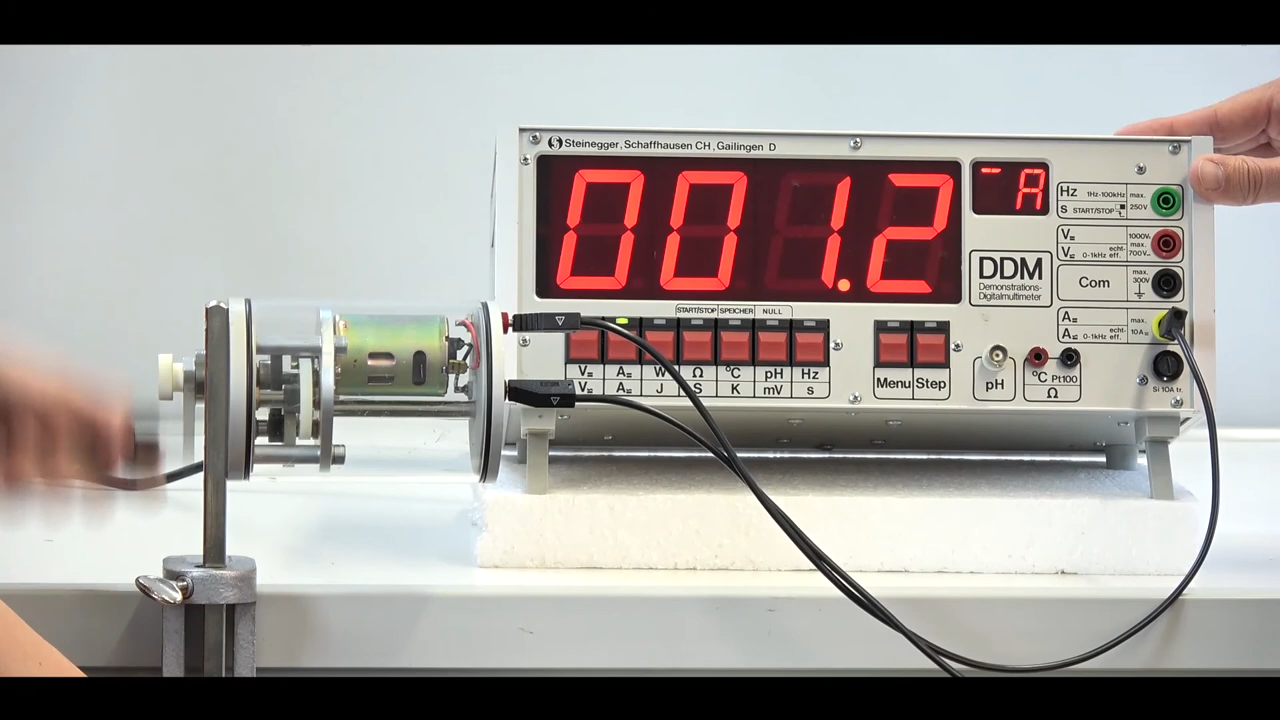 Steinegger, Schaffhausen CH, Gailingen D
001.2
A
Hz 1Hz-100kHz max. 250V
S START/STOP
V 1000V
max.
V 0-1kHz echt-eff. 700V
Com max. 300V
A max.
A 0-1kHz echt-eff. 10A
DDM
Demonstrations-
Digitalmultimeter
START/STOP SPEICHER NULL
V A W Ω °C pH Hz
V A J S K mV s
Menu Step
pH
°C Pt100
Ω
Si 10A tr.